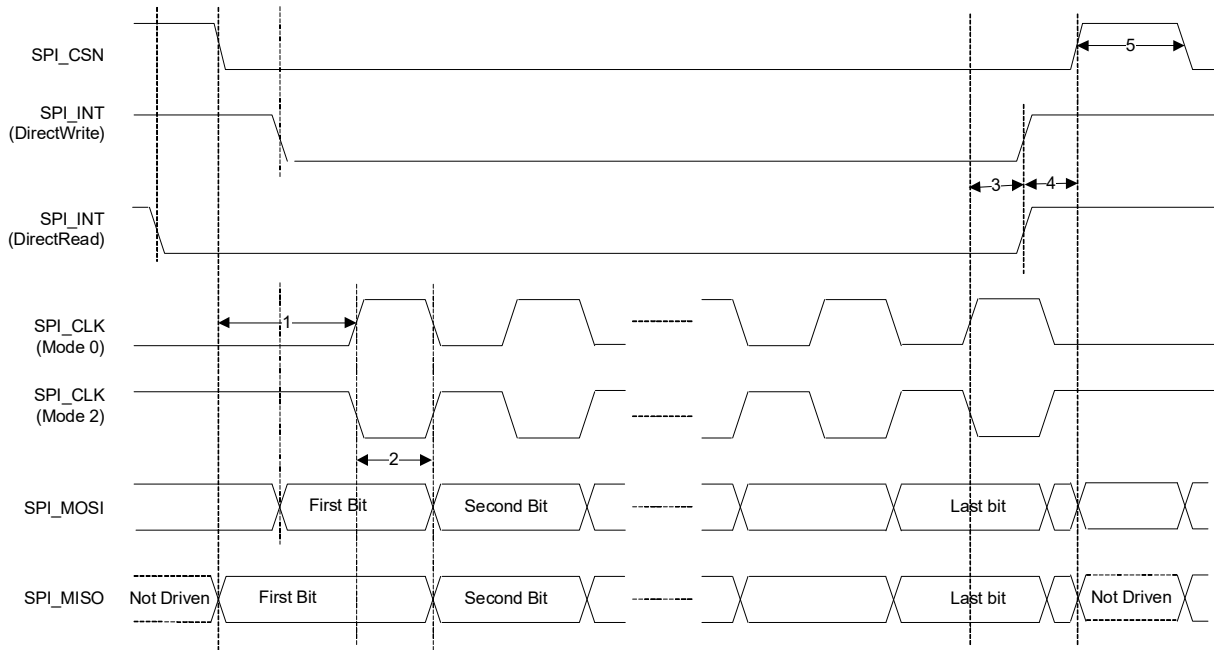 SPI_CSN
5
SPI_INT
(DirectWrite)
3
4
SPI_INT
(DirectRead)
1
SPI_CLK
(Mode 0)
SPI_CLK
(Mode 2)
2
SPI_MOSI
First Bit
Second Bit
Last bit
SPI_MISO
Not Driven
First Bit
Second Bit
Last bit
Not Driven